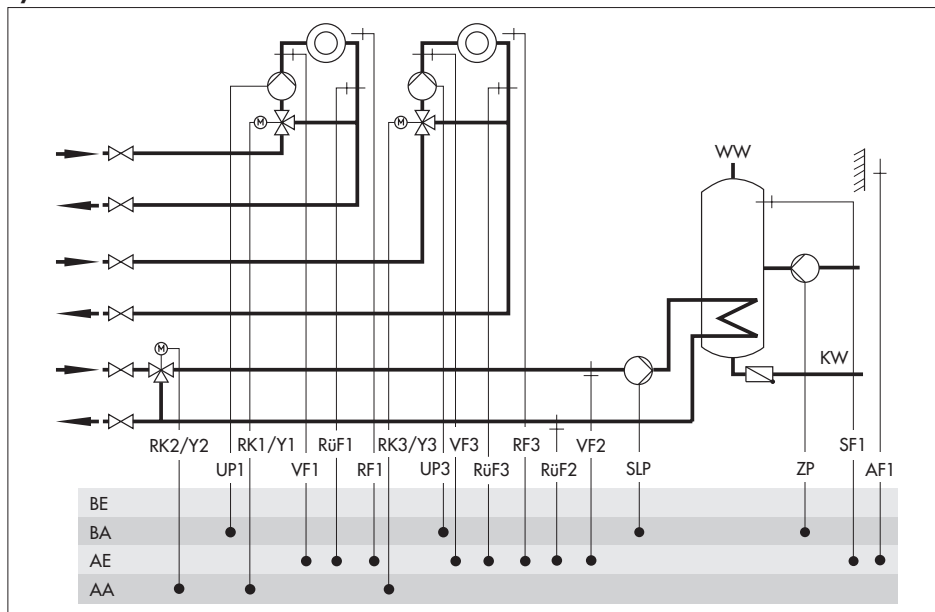 M
M
WW
M
KW
RK2/Y2 RK1/Y1 RüF1 RK3/Y3 VF3 RF3 VF2 SF1
UP1 VF1 RF1 UP3 RüF3 RüF2 SLP ZP AF1
BE
BA
AE
AA